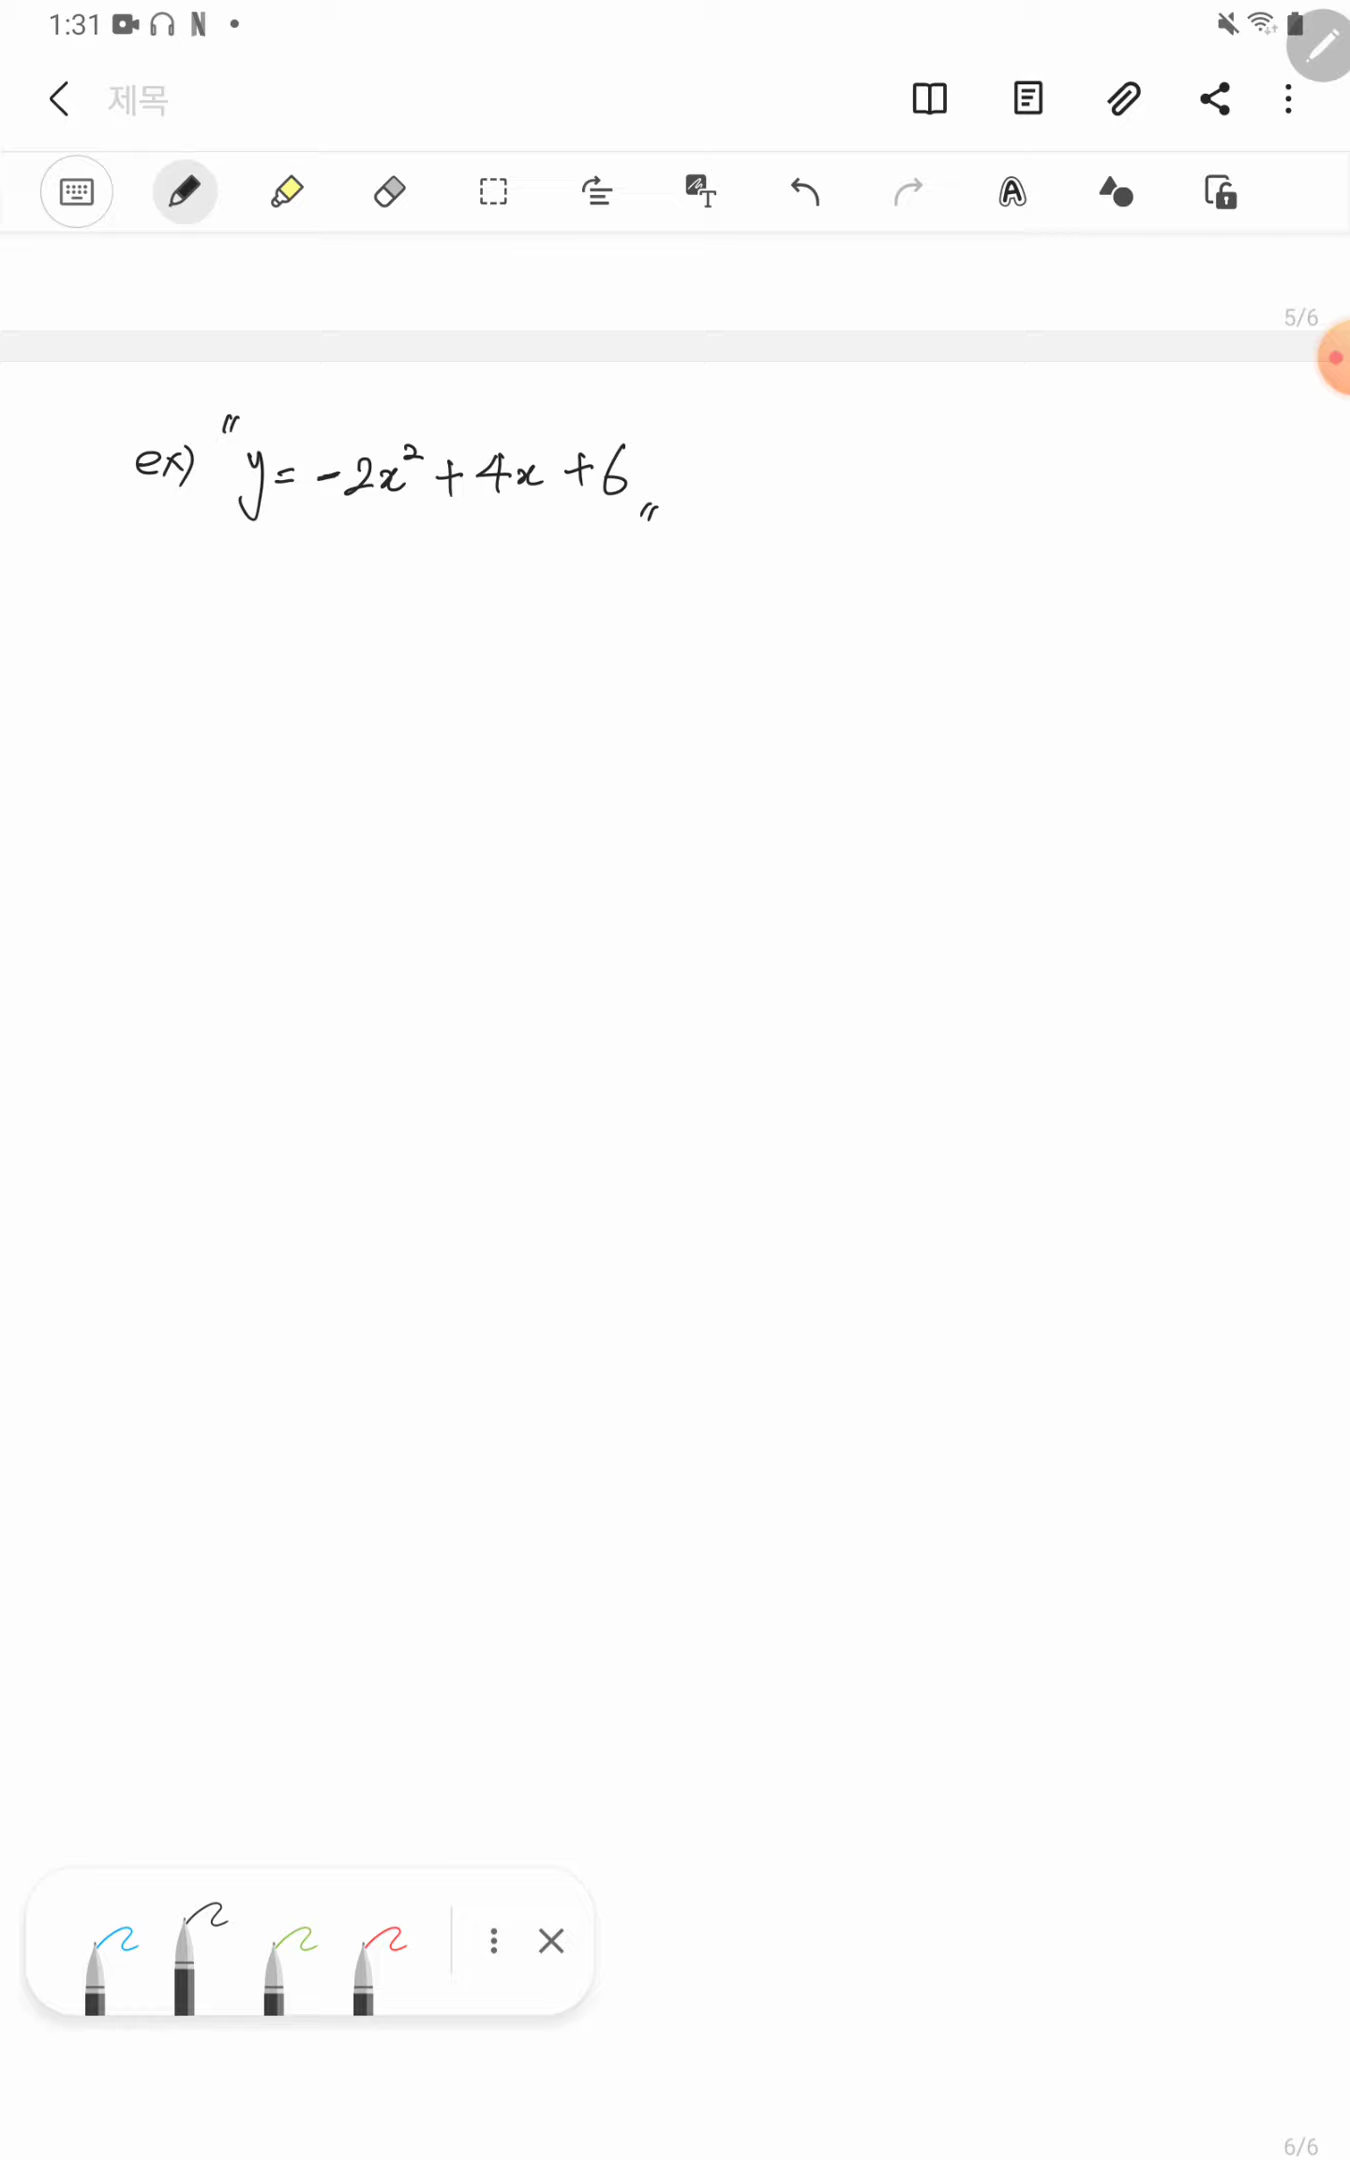 1:31
제목
5/6
ex) "y = -2x² + 4x + 6"
6/6